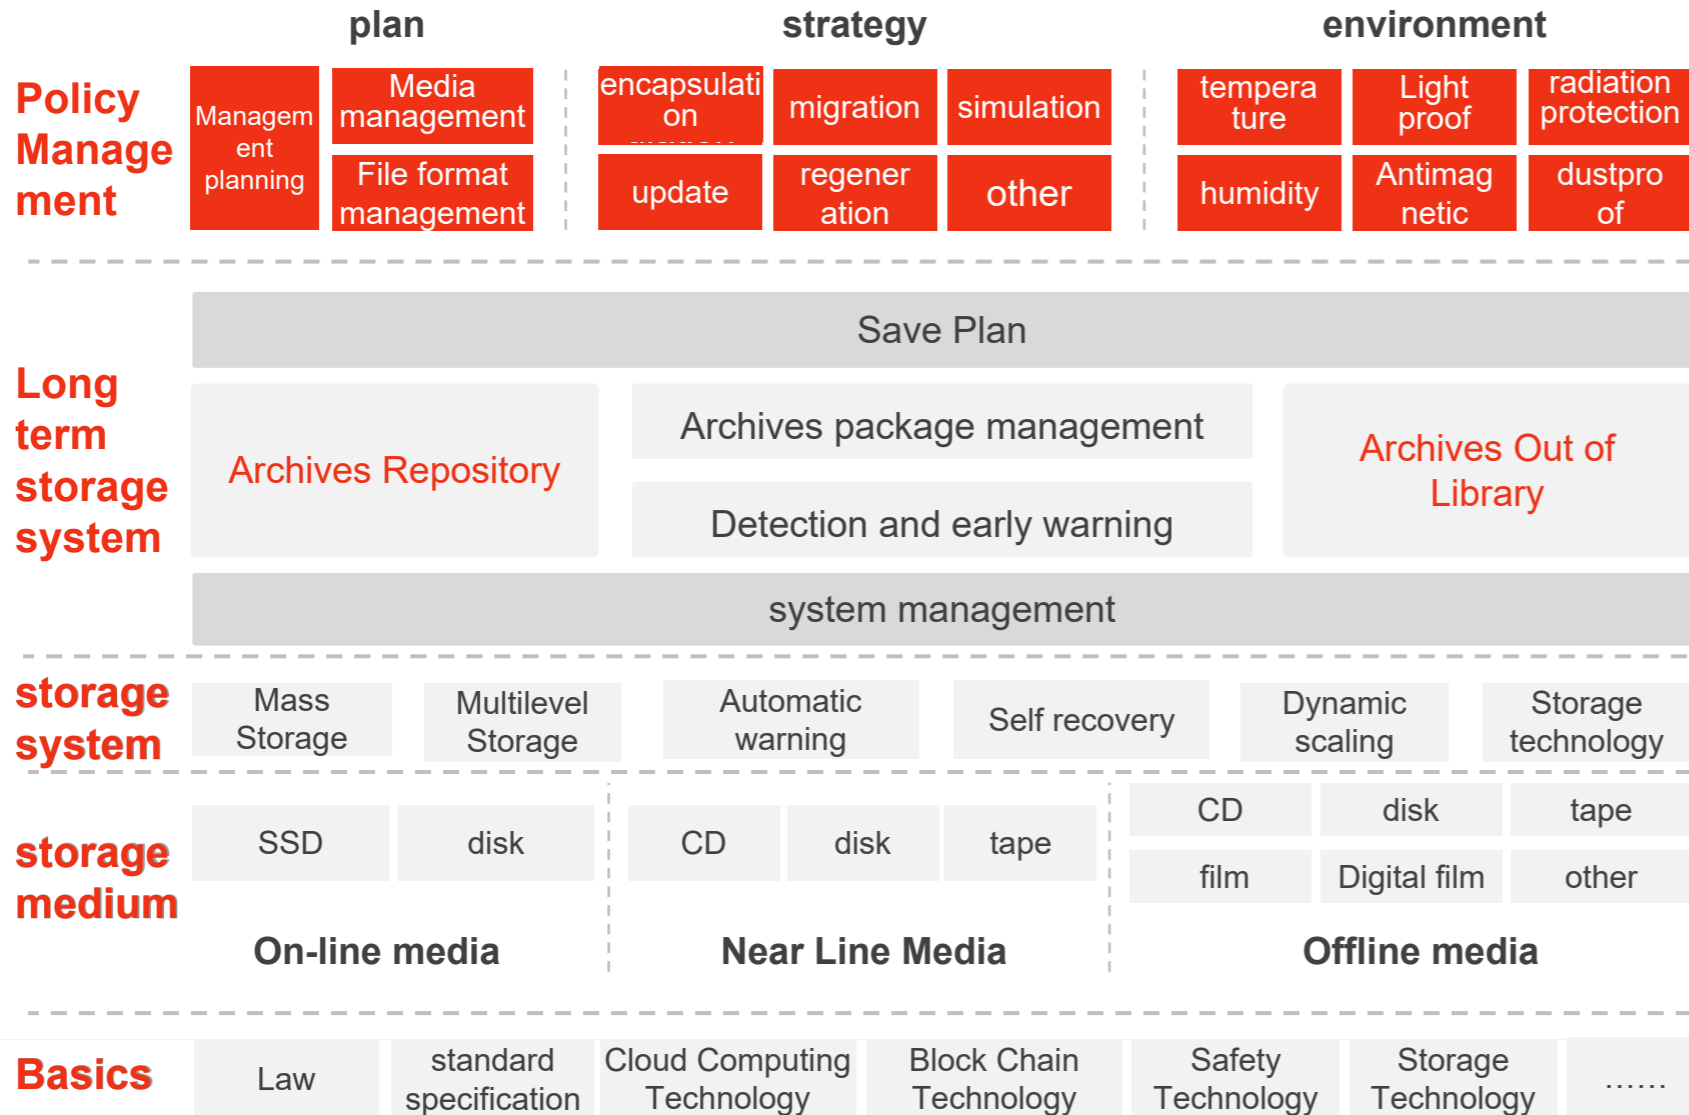 plan
strategy
environment
Policy
Manage
ment
Managem
ent
planning
Media
management
File format
management
encapsulati
on
migration
simulation
update
regener
ation
other
tempera
ture
Light
proof
radiation
protection
humidity
Antimag
netic
dustpro
of
Long
term
storage
system
Save Plan
Archives Repository
Archives package management
Detection and early warning
Archives Out of
Library
system management
storage
system
Mass
Storage
Multilevel
Storage
Automatic
warning
Self recovery
Dynamic
scaling
Storage
technology
storage
medium
SSD
disk
CD
disk
tape
CD
disk
tape
film
Digital film
other
On-line media
Near Line Media
Offline media
Basics
Law
standard
specification
Cloud Computing
Technology
Block Chain
Technology
Safety
Technology
Storage
Technology
......